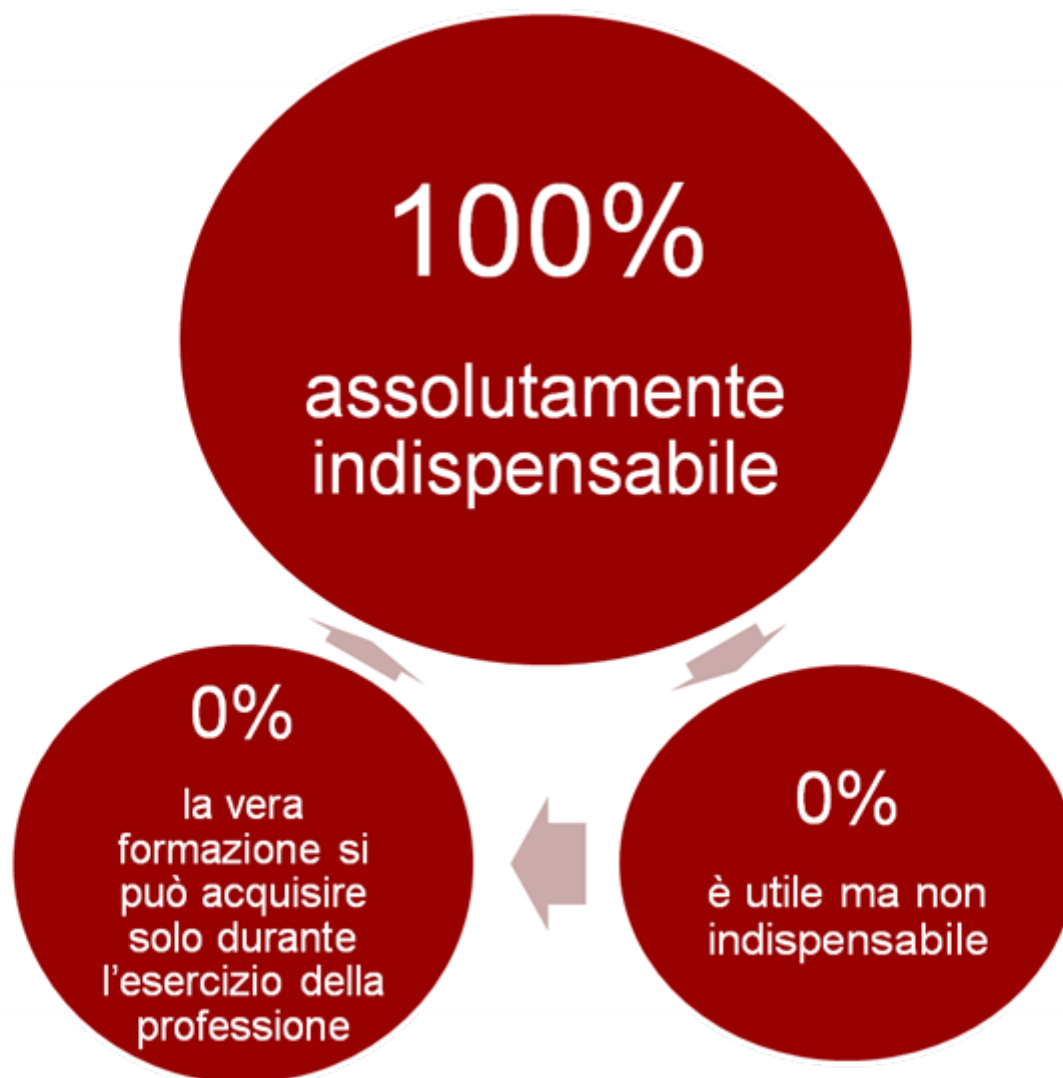 100%
assolutamente
indispensabile
0%
la vera
formazione si
può acquisire
solo durante
l'esercizio della
professione
0%
è utile ma non
indispensabile